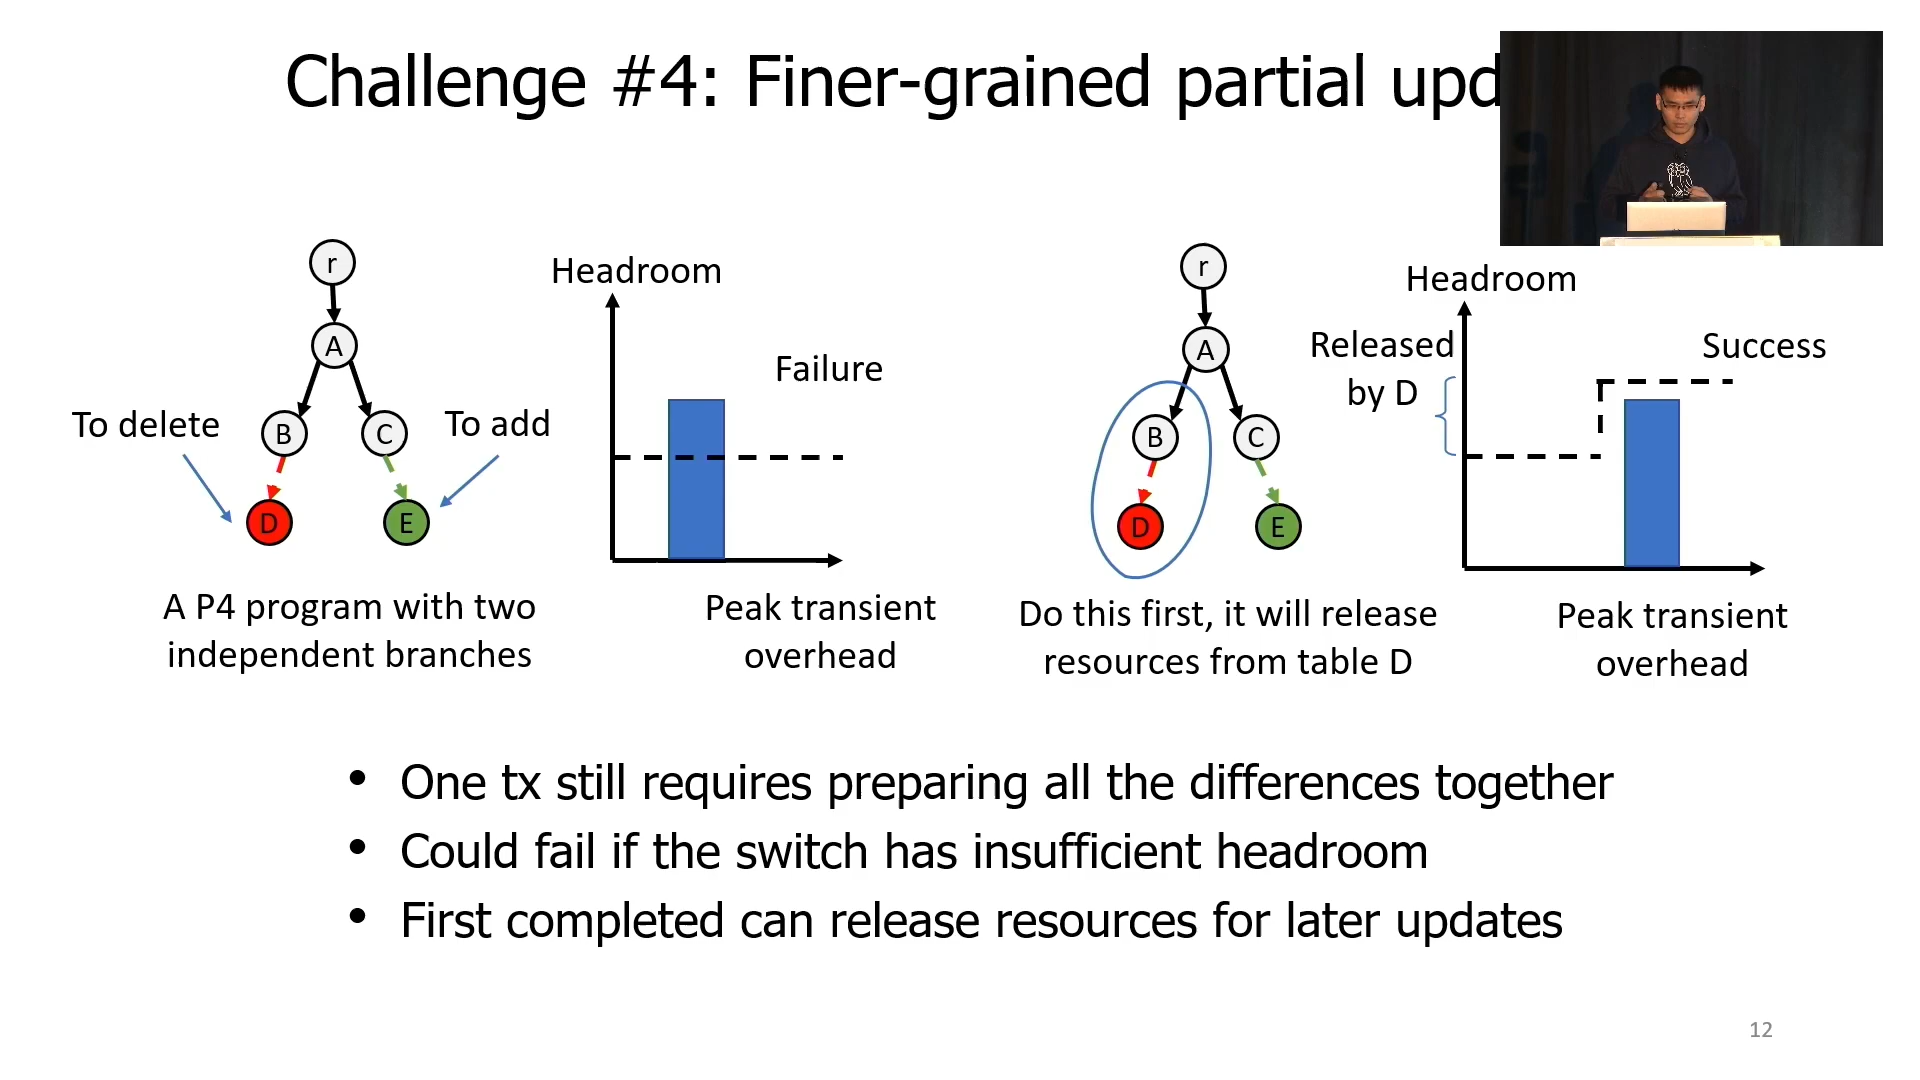 Challenge #4: Finer-grained partial upd
r
A
B
C
D
E
To delete
To add
A P4 program with two
independent branches
Headroom
Failure
Peak transient
overhead
r
A
B
C
D
E
Do this first, it will release
resources from table D
Headroom
Released
by D
Success
Peak transient
overhead
• One tx still requires preparing all the differences together
• Could fail if the switch has insufficient headroom
• First completed can release resources for later updates
12